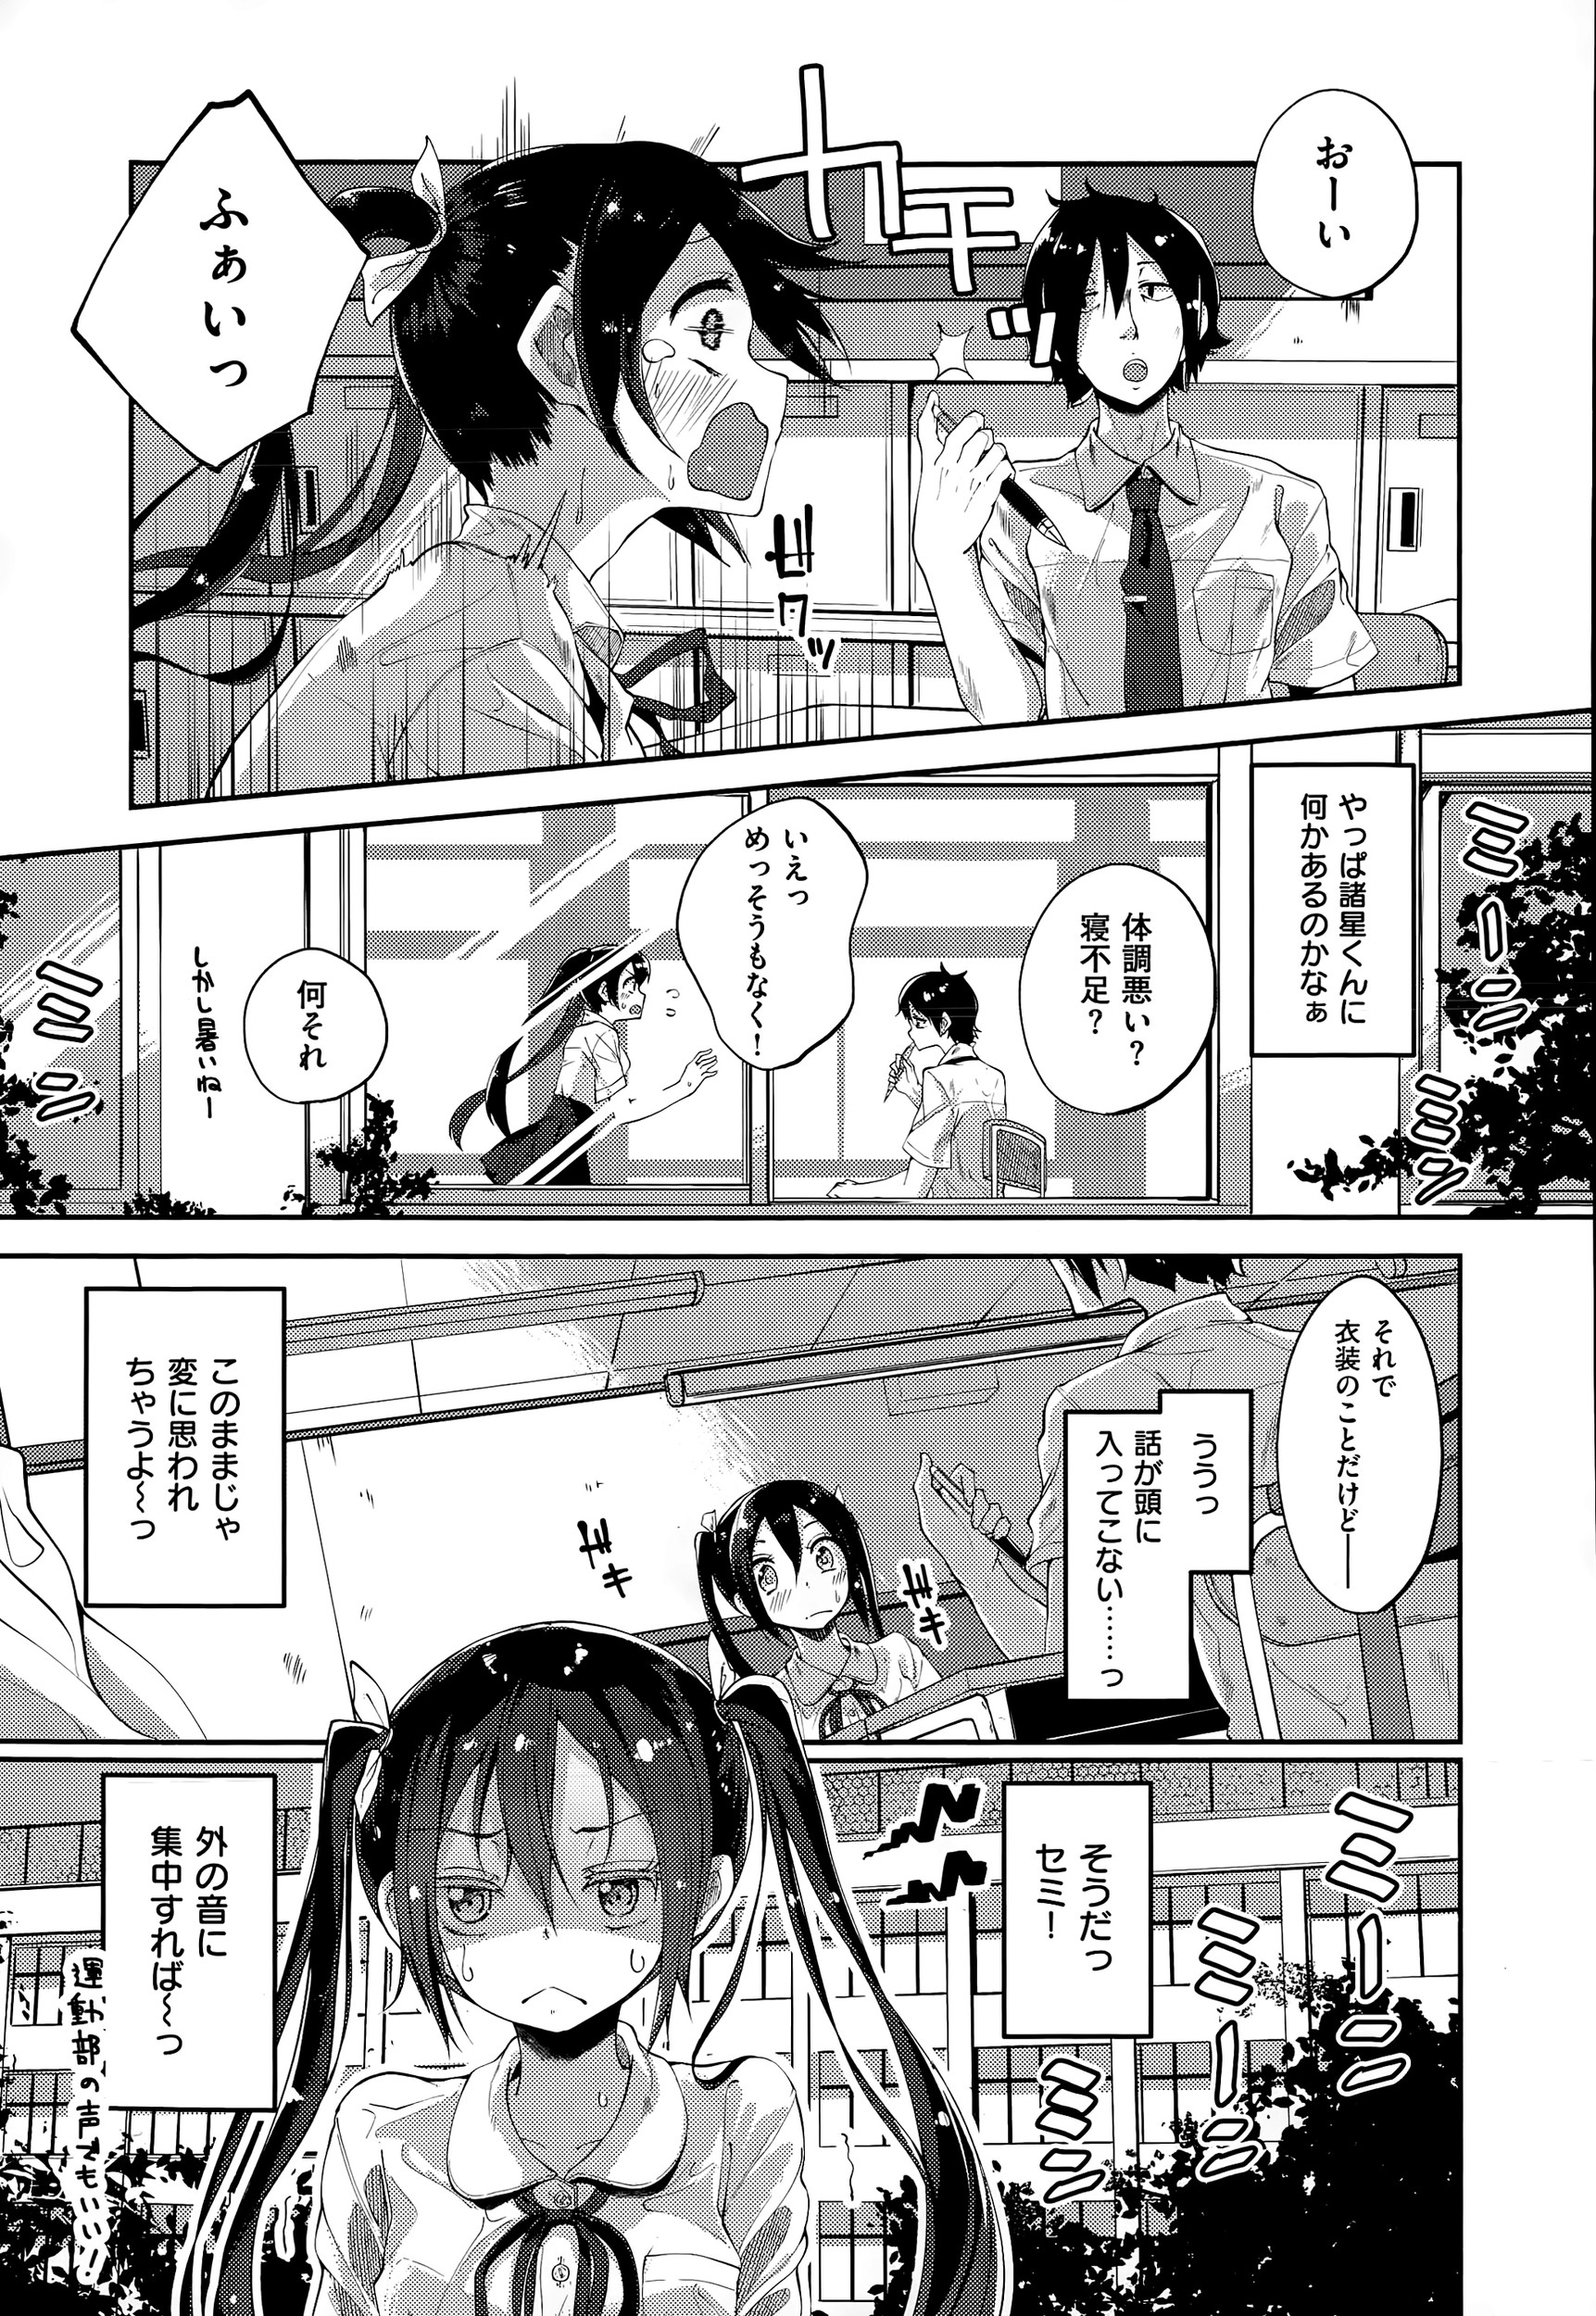 おーい
カチッ
ビクッ
ふぁいっ
やっぱ諸星くんに
何かあるのかなぁ
ミーン
ミミン
体調悪い?
寝不足?
いえっ
めっそうもなく!
何それ
しかし暑いねー
ミンミン
それで
衣装のことだけど──
ううっ
話が頭に
入ってこない……っ
ドキ
ドキ
このままじゃ
変に思われ
ちゃうよ〜っ
ミーン
ミーン
ミミン
そうだっ
セミ!
外の音に
集中すれば〜っ
運動部の声でもいい!!